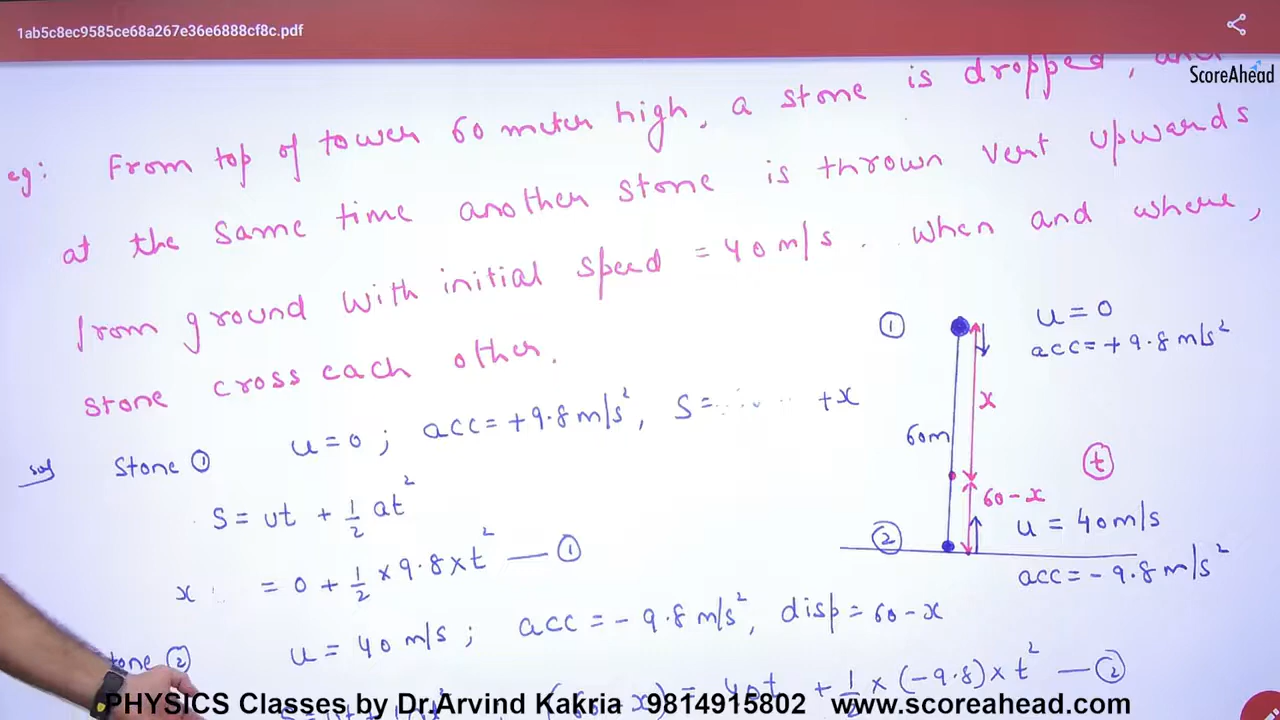 1ab5c8ec9585ce68a267e36e6888cf8c.pdf
ScoreAhead
eg: From top of tower 60 meter high, a stone is dropped, and
at the same time another stone is thrown vert upwards
from ground with initial speed = 40 m/s. When and where,
stone cross each other.
sol Stone ① u = 0 ; acc = +9.8 m/s², S = +x
S = ut + 1/2 at²
x = 0 + 1/2 × 9.8 × t² — ①
Stone ② u = 40 m/s ; acc = - 9.8 m/s², disp = 60 - x
(60 - x) = 40t + 1/2 × (-9.8) × t² — ②
① u = 0
acc = +9.8 m/s²
x
60m
t
60-x
② u = 40 m/s
acc = - 9.8 m/s²
PHYSICS Classes by Dr.Arvind Kakria 9814915802 www.scoreahead.com